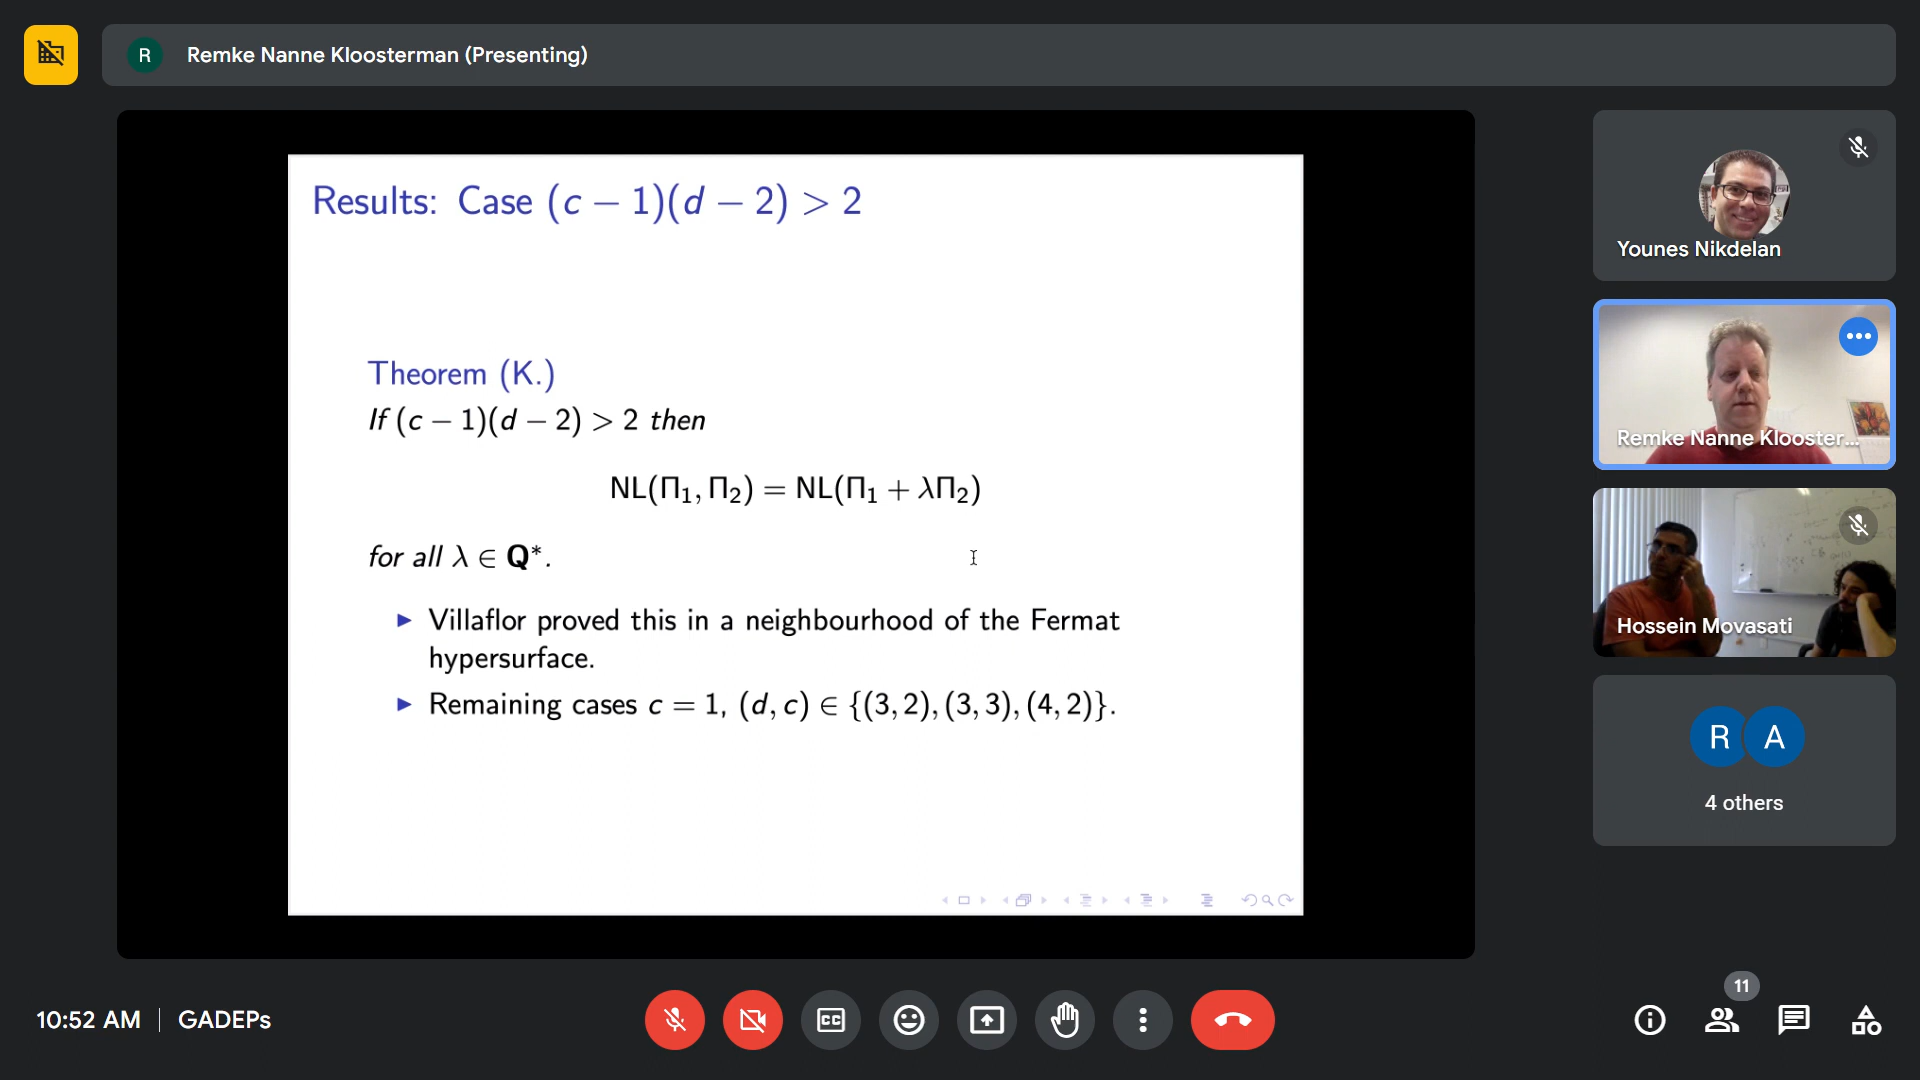 R Remke Nanne Kloosterman (Presenting)
Results: Case (c − 1)(d − 2) > 2
Theorem (K.)
If (c − 1)(d − 2) > 2 then
NL(Π₁, Π₂) = NL(Π₁ + λΠ₂)
for all λ ∈ Q*.
▶ Villaflor proved this in a neighbourhood of the Fermat
hypersurface.
▶ Remaining cases c = 1, (d, c) ∈ {(3, 2), (3, 3), (4, 2)}.
Younes Nikdelan
Remke Nanne Klooster...
Hossein Movasati
R A
4 others
10:52 AM | GADEPs
CC
11